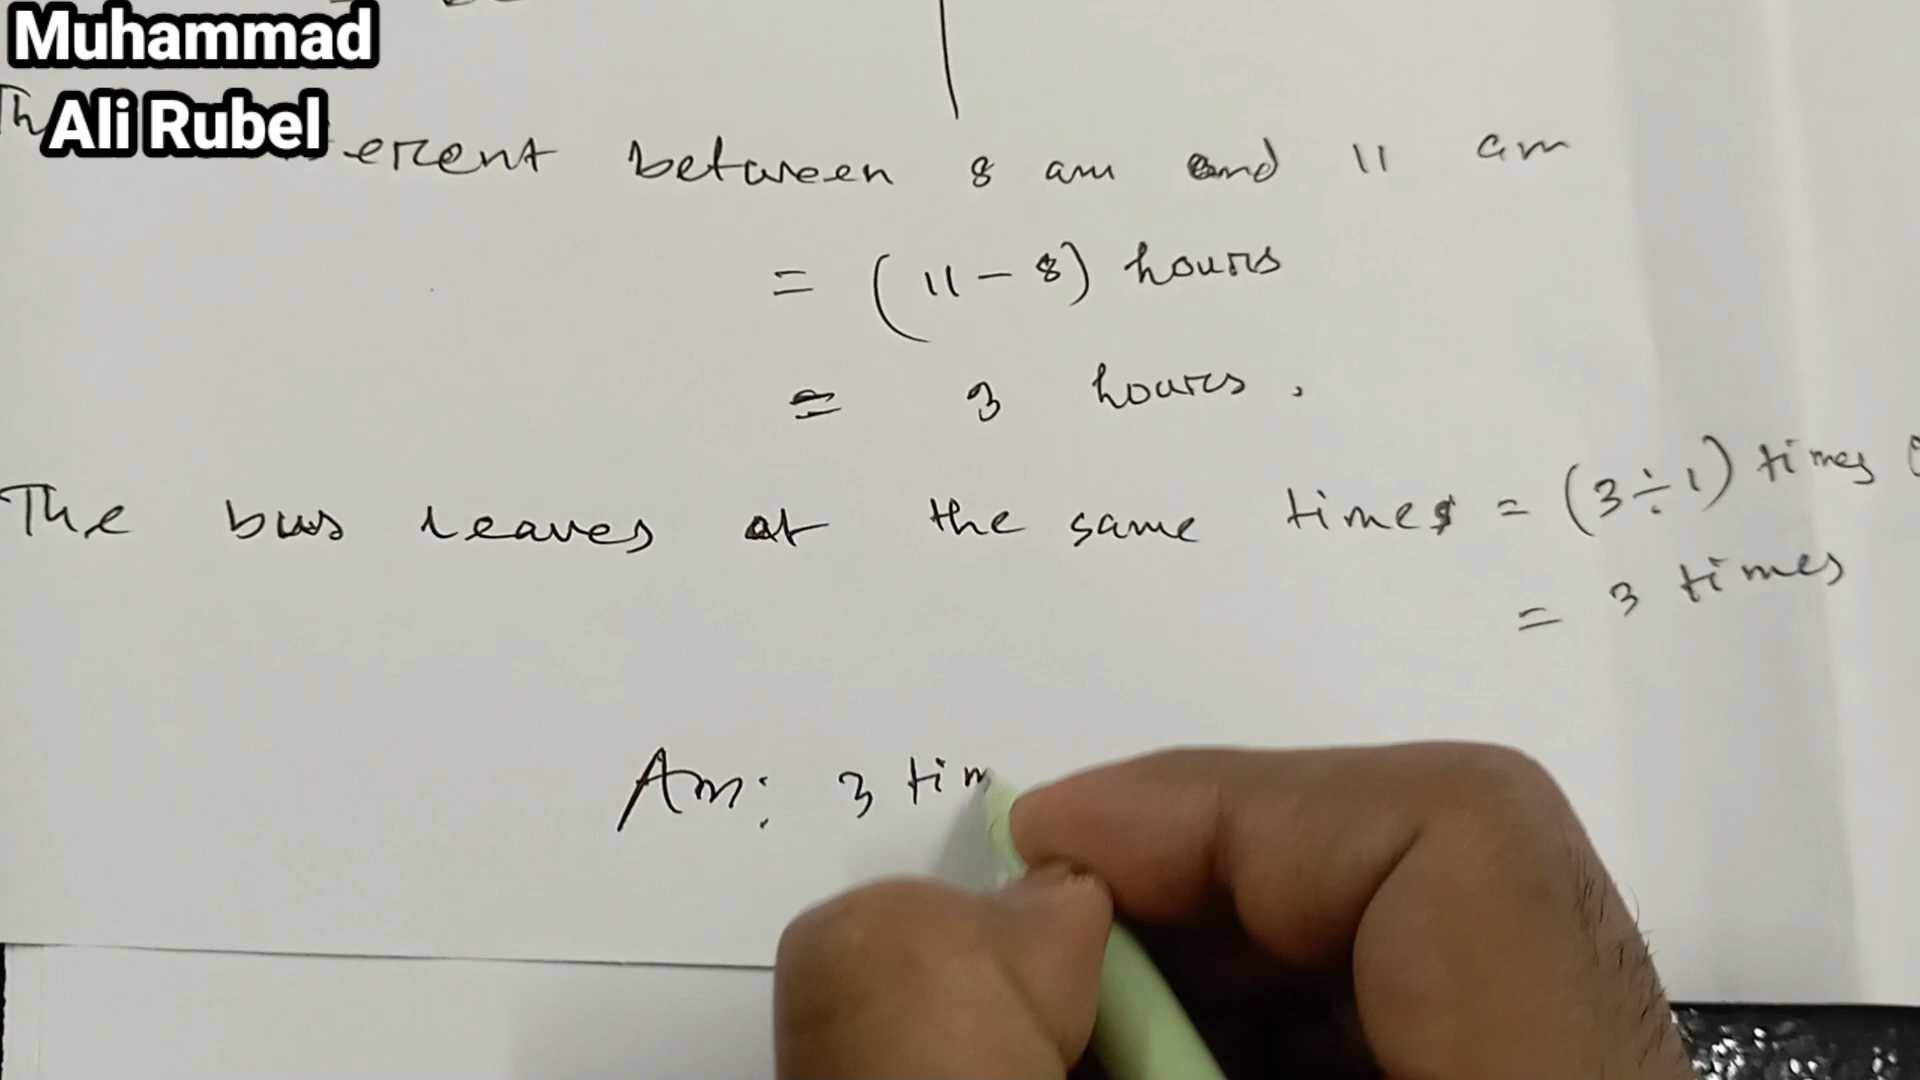 Muhammad
Ali Rubel
Th erent between 8 am and 11 am
= (11 - 8) hours
= 3 hours.
The bus leaves at the same times = (3 ÷ 1) times
= 3 times
Ans: 3 tim